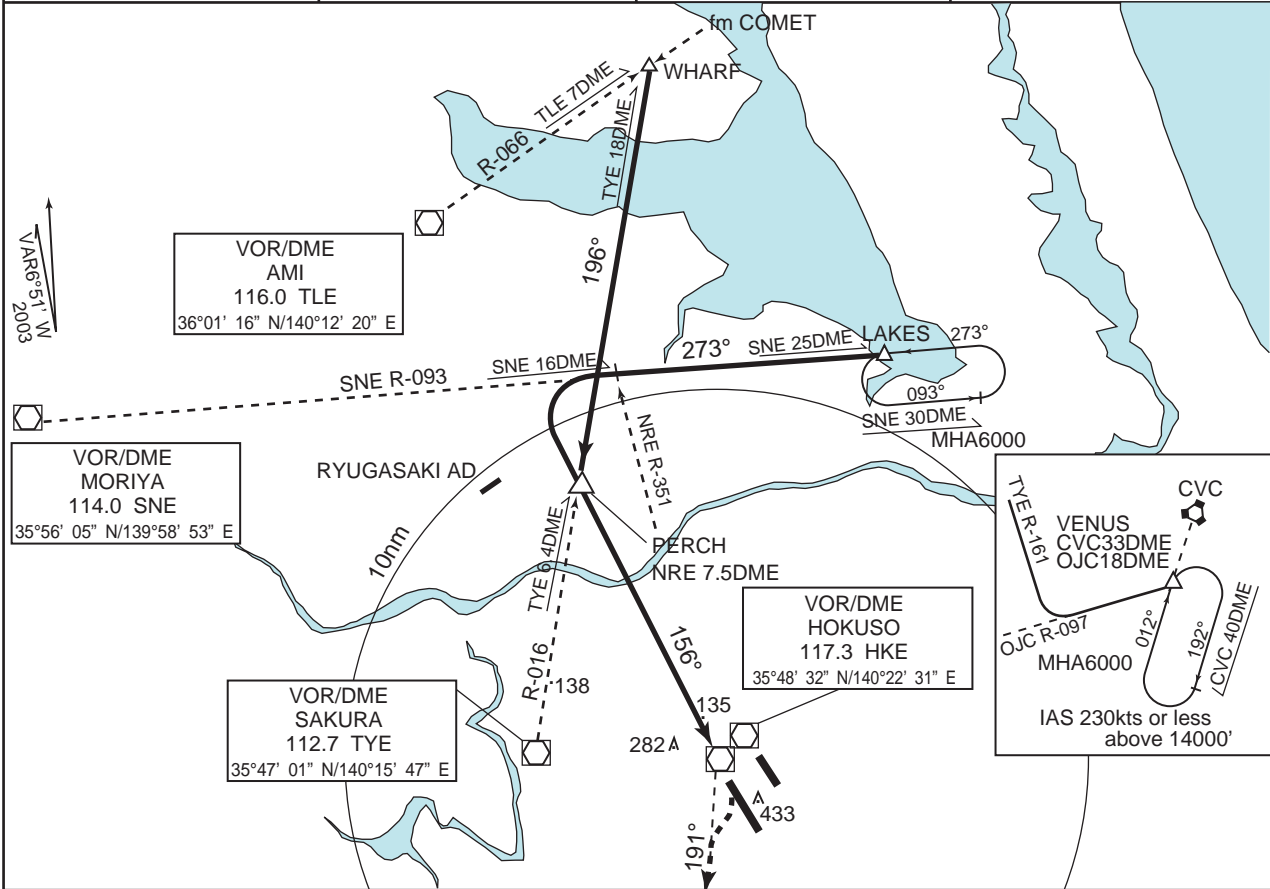 fm COMET
WHARF
TLE 7DME
R-066
TYE 18DME
196°
VAR6°51' W
2003
VOR/DME
AMI
116.0 TLE
36°01' 16" N/140°12' 20" E
LAKES
273°
SNE 25DME
273°
SNE 16DME
SNE R-093
093°
SNE 30DME
MHA6000
NRE R-351
VOR/DME
MORIYA
114.0 SNE
35°56' 05" N/139°58' 53" E
RYUGASAKI AD
10nm
TYE 6.4DME
PERCH
NRE 7.5DME
TYE R-161
CVC
VENUS
CVC33DME
OJC18DME
OJC R-097
012°
192°
CVC 40DME
MHA6000
IAS 230kts or less
above 14000'
VOR/DME
HOKUSO
117.3 HKE
35°48' 32" N/140°22' 31" E
156°
R-016
138
135
VOR/DME
SAKURA
112.7 TYE
35°47' 01" N/140°15' 47" E
282
433
191°